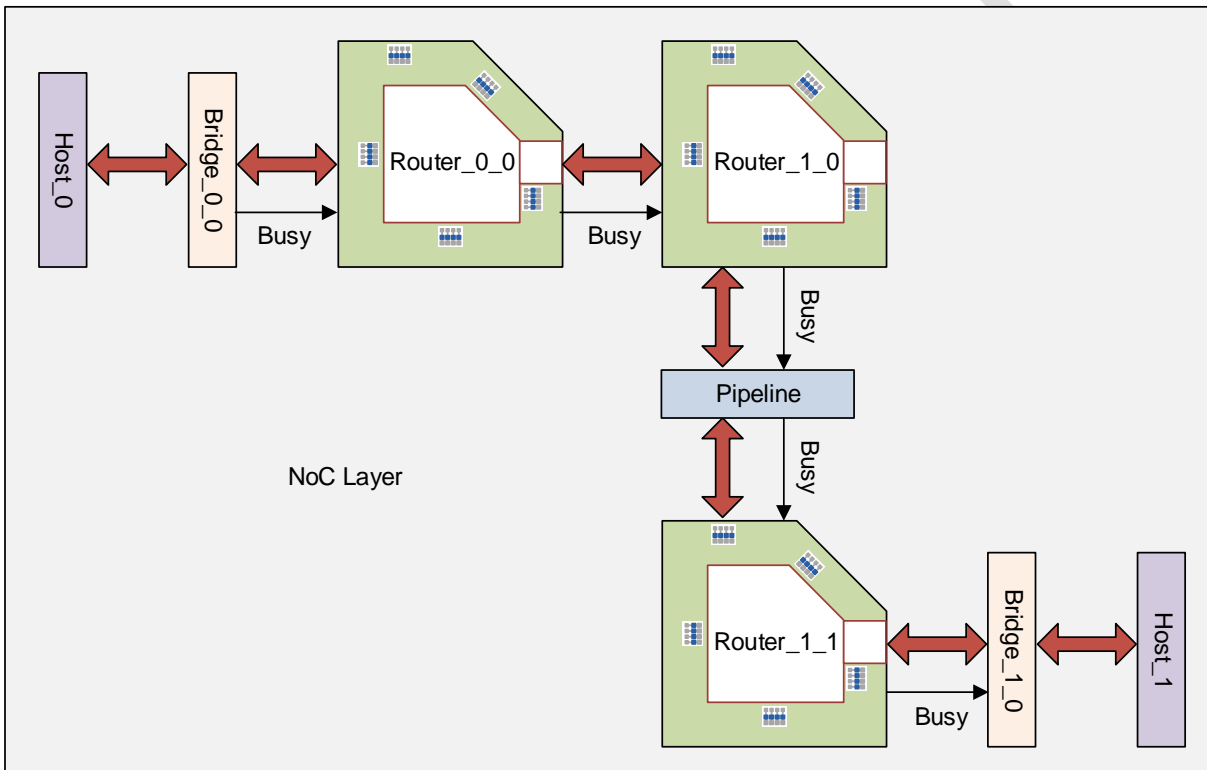 Host_0
Bridge_0_0
Busy
Router_0_0
Busy
Router_1_0
Busy
Pipeline
Busy
NoC Layer
Router_1_1
Busy
Bridge_1_0
Host_1